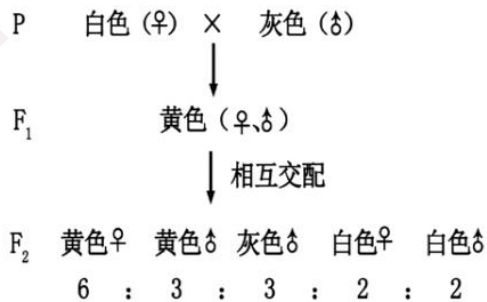 P 白色（♀） × 灰色（♂）
F₁ 黄色（♀、♂）
相互交配
F₂ 黄色♀ 黄色♂ 灰色♂ 白色♀ 白色♂
6 : 3 : 3 : 2 : 2